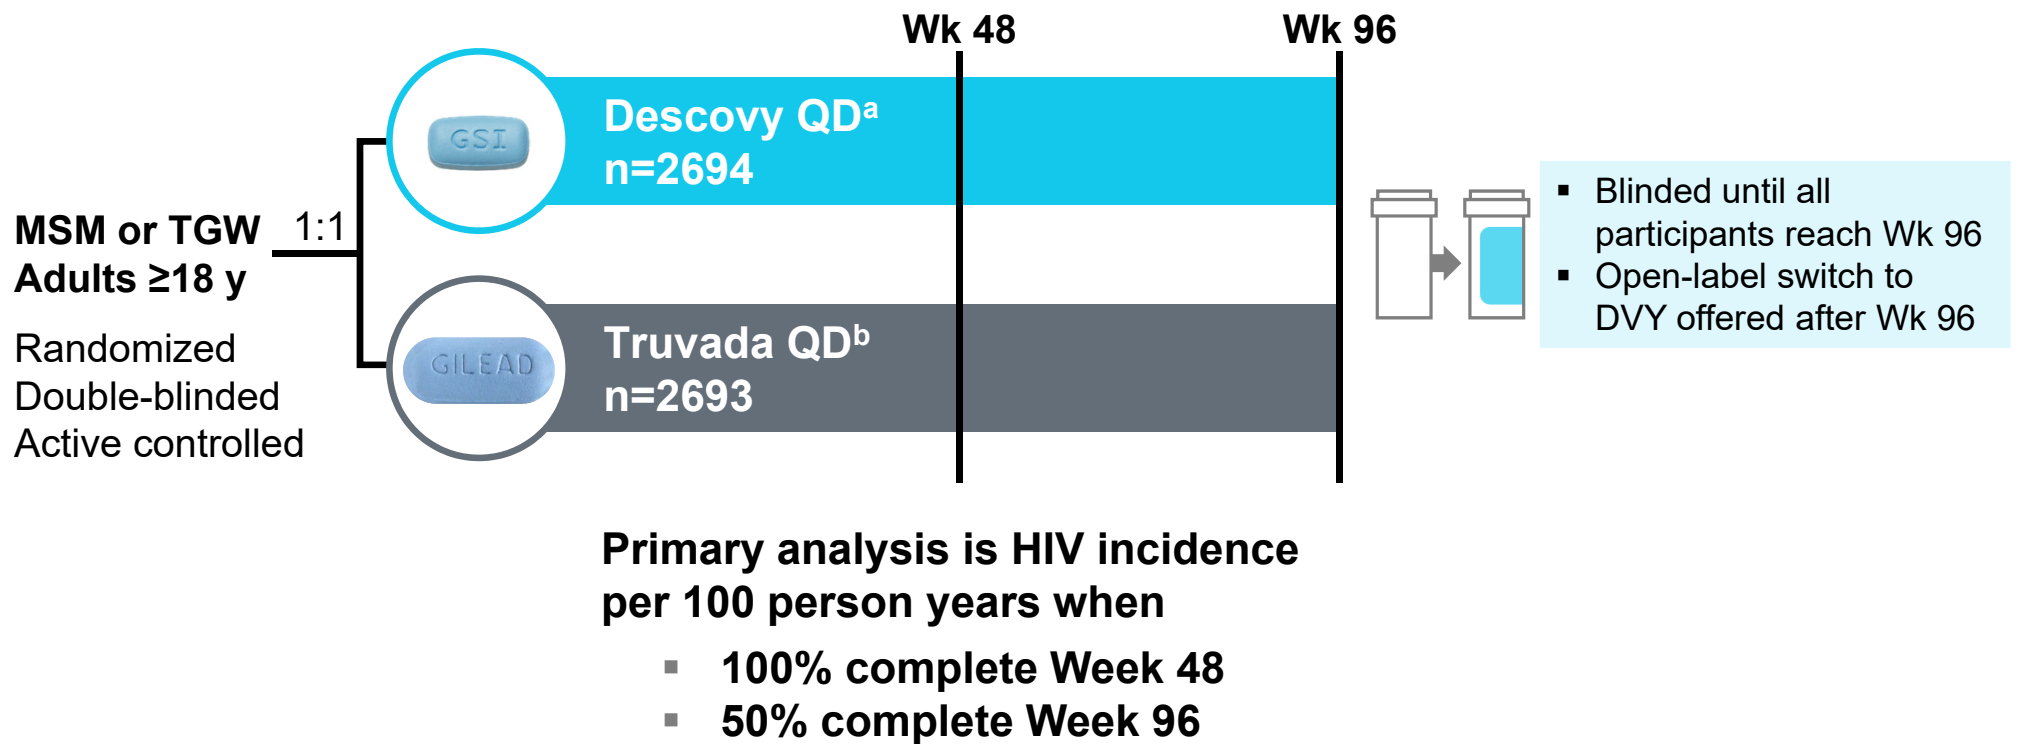 Wk 48
Wk 96
GSI
Descovy QDᵃ
n=2694
MSM or TGW
Adults ≥18 y
1:1
Randomized
Double-blinded
Active controlled
GILEAD
Truvada QDᵇ
n=2693
▪ Blinded until all
participants reach Wk 96
▪ Open-label switch to
DVY offered after Wk 96
Primary analysis is HIV incidence
per 100 person years when
▪ 100% complete Week 48
▪ 50% complete Week 96